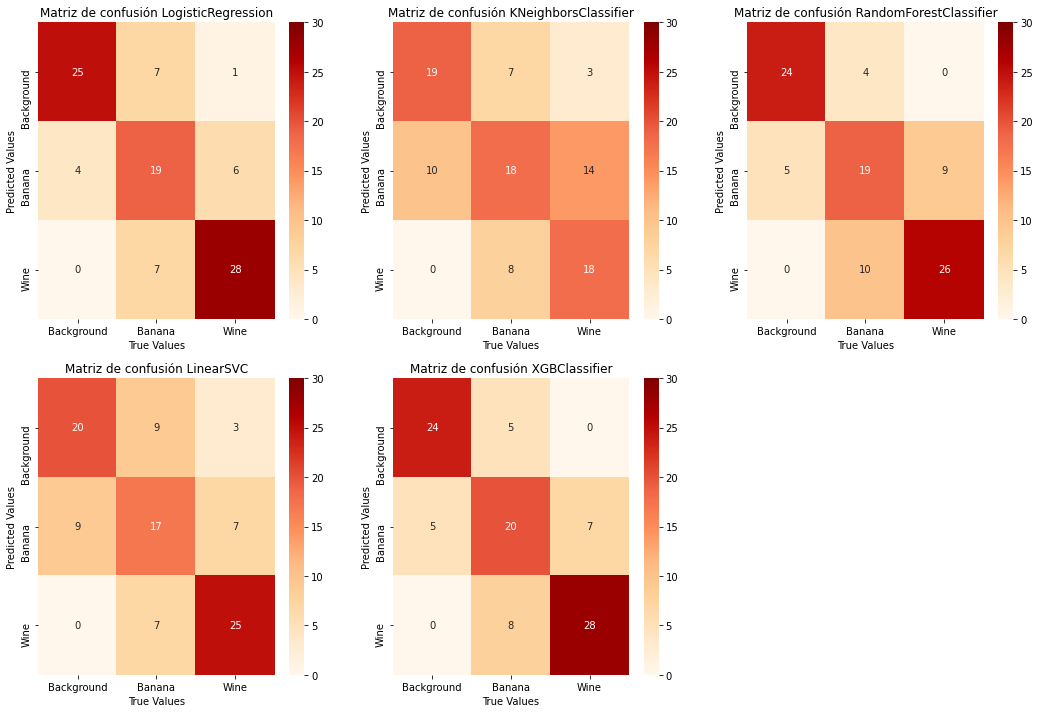 Matriz de confusión LogisticRegression
Predicted Values
Background
Banana
Wine
25 7 1
4 19 6
0 7 28
Background Banana Wine
True Values
30
25
20
15
10
5
0
Matriz de confusión KNeighborsClassifier
Predicted Values
Background
Banana
Wine
19 7 3
10 18 14
0 8 18
Background Banana Wine
True Values
30
25
20
15
10
5
0
Matriz de confusión RandomForestClassifier
Predicted Values
Background
Banana
Wine
24 4 0
5 19 9
0 10 26
Background Banana Wine
True Values
30
25
20
15
10
5
0
Matriz de confusión LinearSVC
Predicted Values
Background
Banana
Wine
20 9 3
9 17 7
0 7 25
Background Banana Wine
True Values
30
25
20
15
10
5
0
Matriz de confusión XGBClassifier
Predicted Values
Background
Banana
Wine
24 5 0
5 20 7
0 8 28
Background Banana Wine
True Values
30
25
20
15
10
5
0